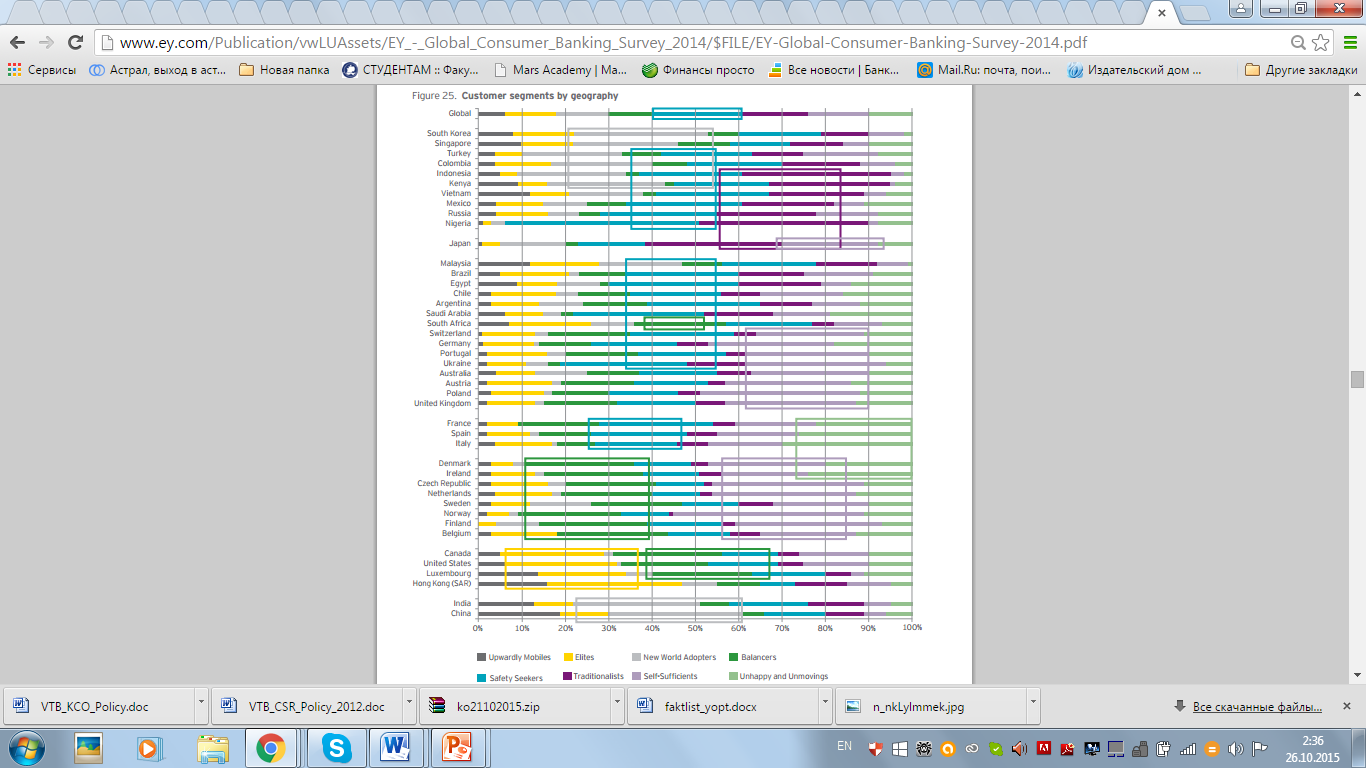 www.ey.com/Publication/vwLUAssets/EY_-_Global_Consumer_Banking_Survey_2014/$FILE/EY-Global-Consumer-Banking-Survey-2014.pdf
Сервисы Астрал, выход в аст... Новая папка СТУДЕНТАМ :: Факу... Mars Academy | Ma... Финансы просто Все новости | Банк... Mail.Ru: почта, пои... Издательский дом ... Другие закладки
Figure 25. Customer segments by geography
Global
South Korea
Singapore
Turkey
Colombia
Indonesia
Kenya
Vietnam
Mexico
Russia
Nigeria
Japan
Malaysia
Brazil
Egypt
Chile
Argentina
Saudi Arabia
South Africa
Switzerland
Germany
Portugal
Ukraine
Australia
Austria
Poland
United Kingdom
France
Spain
Italy
Denmark
Ireland
Czech Republic
Netherlands
Sweden
Norway
Finland
Belgium
Canada
United States
Luxembourg
Hong Kong (SAR)
India
China
0% 10% 20% 30% 40% 50% 60% 70% 80% 90% 100%
Upwardly Mobiles Elites New World Adopters Balancers
Safety Seekers Traditionalists Self-Sufficients Unhappy and Unmovings
VTB_KCO_Policy.doc VTB_CSR_Policy_2012.doc ko21102015.zip faktlist_yopt.docx n_nkLylmmek.jpg Все скачанные файлы...
EN 2:36
26.10.2015